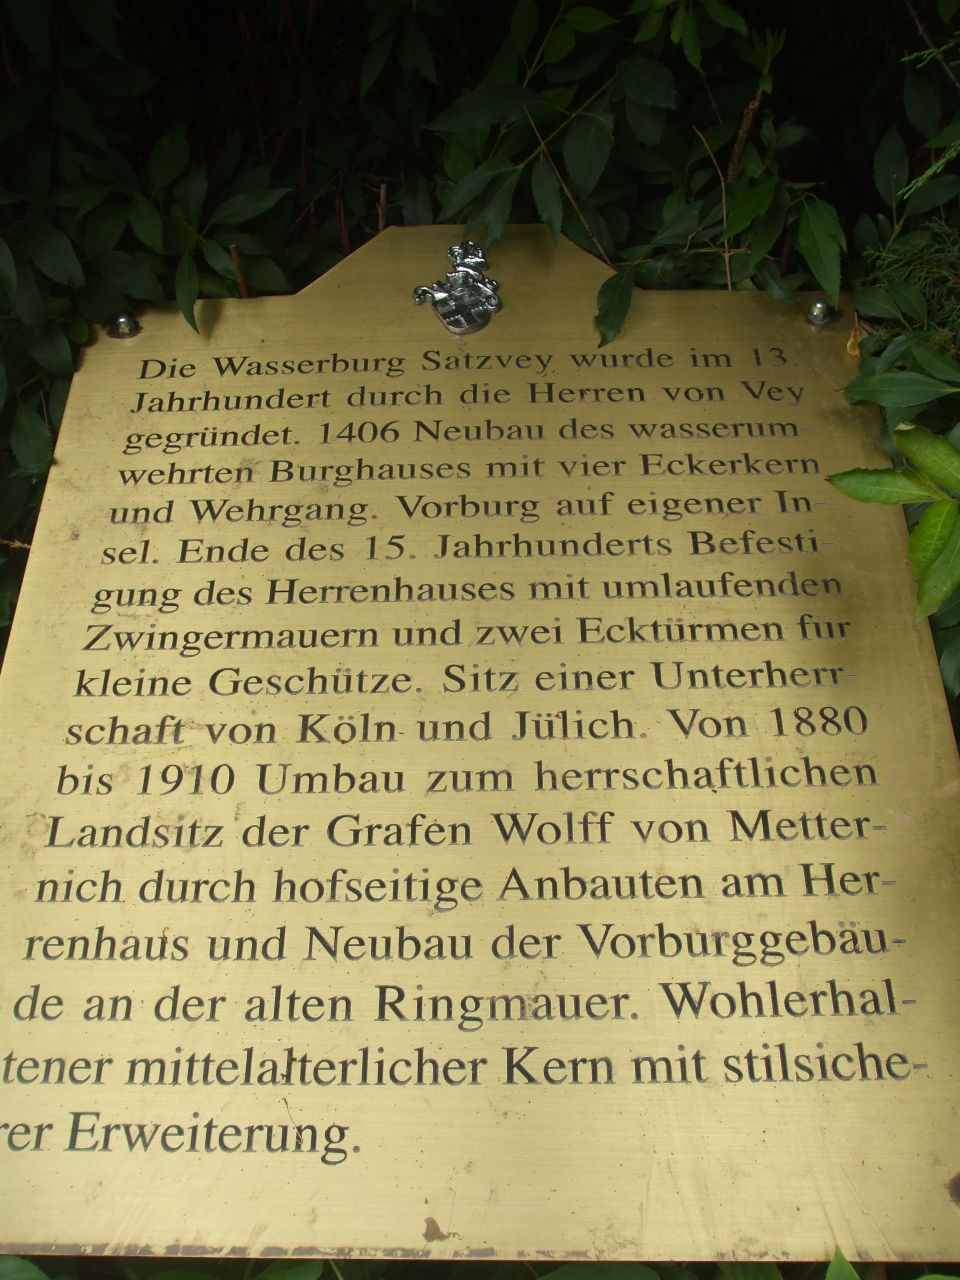 Die Wasserburg Satzvey wurde im 13.
Jahrhundert durch die Herren von Vey
gegründet. 1406 Neubau des wasserum-
wehrten Burghauses mit vier Eckerkern
und Wehrgang. Vorburg auf eigener In-
sel. Ende des 15. Jahrhunderts Befesti-
gung des Herrenhauses mit umlaufenden
Zwingermauern und zwei Ecktürmen für
kleine Geschütze. Sitz einer Unterherr-
schaft von Köln und Jülich. Von 1880
bis 1910 Umbau zum herrschaftlichen
Landsitz der Grafen Wolff von Metter-
nich durch hofseitige Anbauten am Her-
renhaus und Neubau der Vorburggebäu-
de an der alten Ringmauer. Wohlerhal-
tener mittelalterlicher Kern mit stilsiche-
rer Erweiterung.